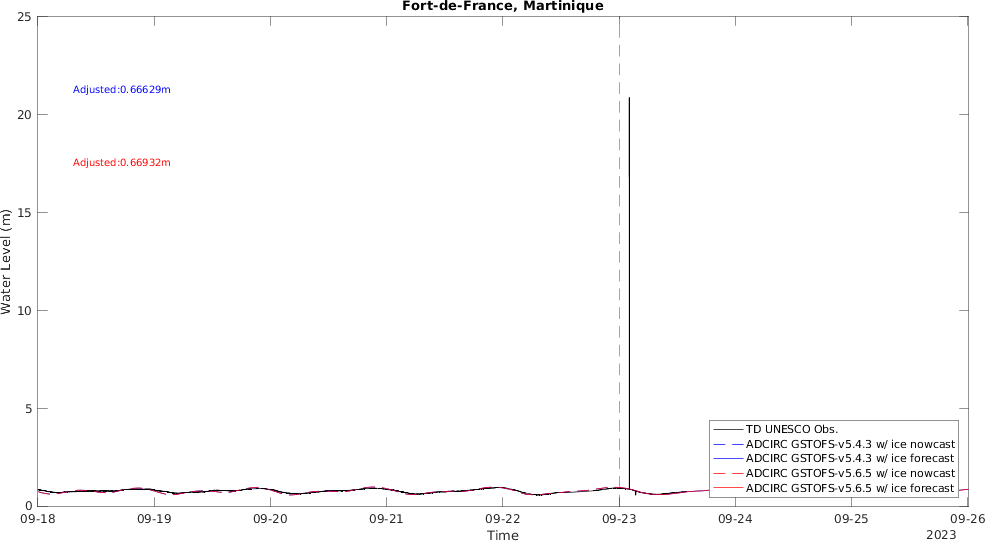 Fort-de-France, Martinique
25
20
15
10
5
0
Water Level (m)
Adjusted:0.66629m
Adjusted:0.66932m
TD UNESCO Obs.
ADCIRC GSTOFS-v5.4.3 w/ ice nowcast
ADCIRC GSTOFS-v5.4.3 w/ ice forecast
ADCIRC GSTOFS-v5.6.5 w/ ice nowcast
ADCIRC GSTOFS-v5.6.5 w/ ice forecast
09-18 09-19 09-20 09-21 09-22 09-23 09-24 09-25 09-26
Time
2023